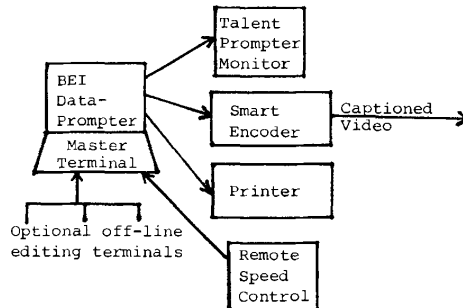 Talent
Prompter
Monitor
BEI
Data-
Prompter
Master
Terminal
Smart
Encoder
Captioned
Video
Printer
Optional off-line
editing terminals
Remote
Speed
Control